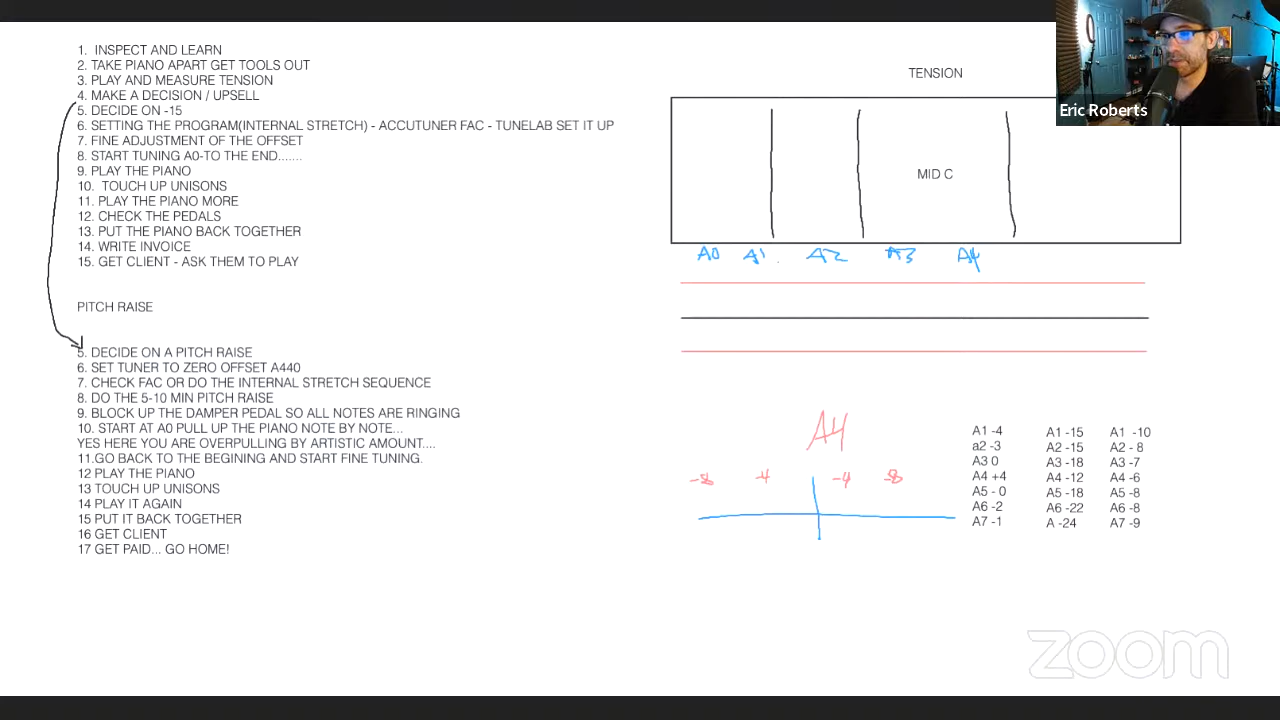 1.  INSPECT AND LEARN
2. TAKE PIANO APART GET TOOLS OUT
3. PLAY AND MEASURE TENSION
4. MAKE A DECISION / UPSELL
5. DECIDE ON -15
6. SETTING THE PROGRAM(INTERNAL STRETCH) - ACCUTUNER FAC - TUNELAB SET IT UP
7. FINE ADJUSTMENT OF THE OFFSET
8. START TUNING A0-TO THE END.......
9. PLAY THE PIANO
10.  TOUCH UP UNISONS
11. PLAY THE PIANO MORE
12. CHECK THE PEDALS
13. PUT THE PIANO BACK TOGETHER
14. WRITE INVOICE
15. GET CLIENT - ASK THEM TO PLAY
PITCH RAISE
5. DECIDE ON A PITCH RAISE
6. SET TUNER TO ZERO OFFSET A440
7. CHECK FAC OR DO THE INTERNAL STRETCH SEQUENCE
8. DO THE 5-10 MIN PITCH RAISE
9. BLOCK UP THE DAMPER PEDAL SO ALL NOTES ARE RINGING
10. START AT A0 PULL UP THE PIANO NOTE BY NOTE...
YES HERE YOU ARE OVERPULLING BY ARTISTIC AMOUNT....
11.GO BACK TO THE BEGINING AND START FINE TUNING.
12 PLAY THE PIANO
13 TOUCH UP UNISONS
14 PLAY IT AGAIN
15 PUT IT BACK TOGETHER
16 GET CLIENT
17 GET PAID... GO HOME!
TENSION
MID C
A0 A1 A2 A3 A4
A4
-8 -4 -4 -8
A1 -4
a2 -3
A3 0
A4 +4
A5 - 0
A6 -2
A7 -1
A1 -15
A2 -15
A3 -18
A4 -12
A5 -18
A6 -22
A -24
A1  -10
A2 - 8
A3 -7
A4 -6
A5 -8
A6 -8
A7 -9
Eric Roberts
zoom